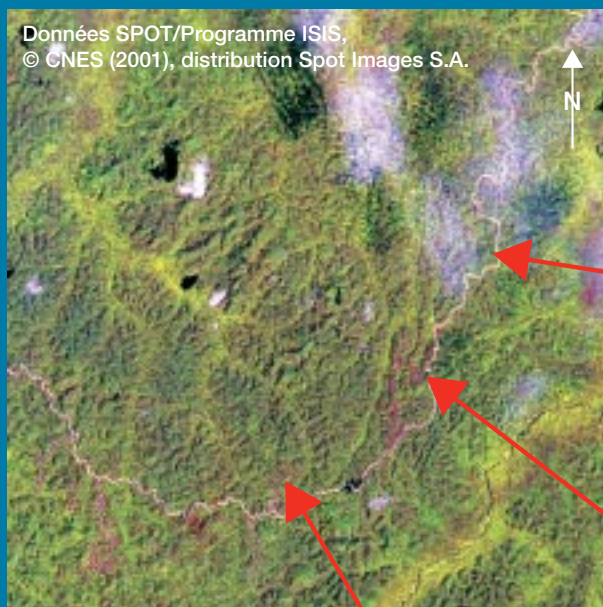 Données SPOT/Programme ISIS,
© CNES (2001), distribution Spot Images S.A.
N